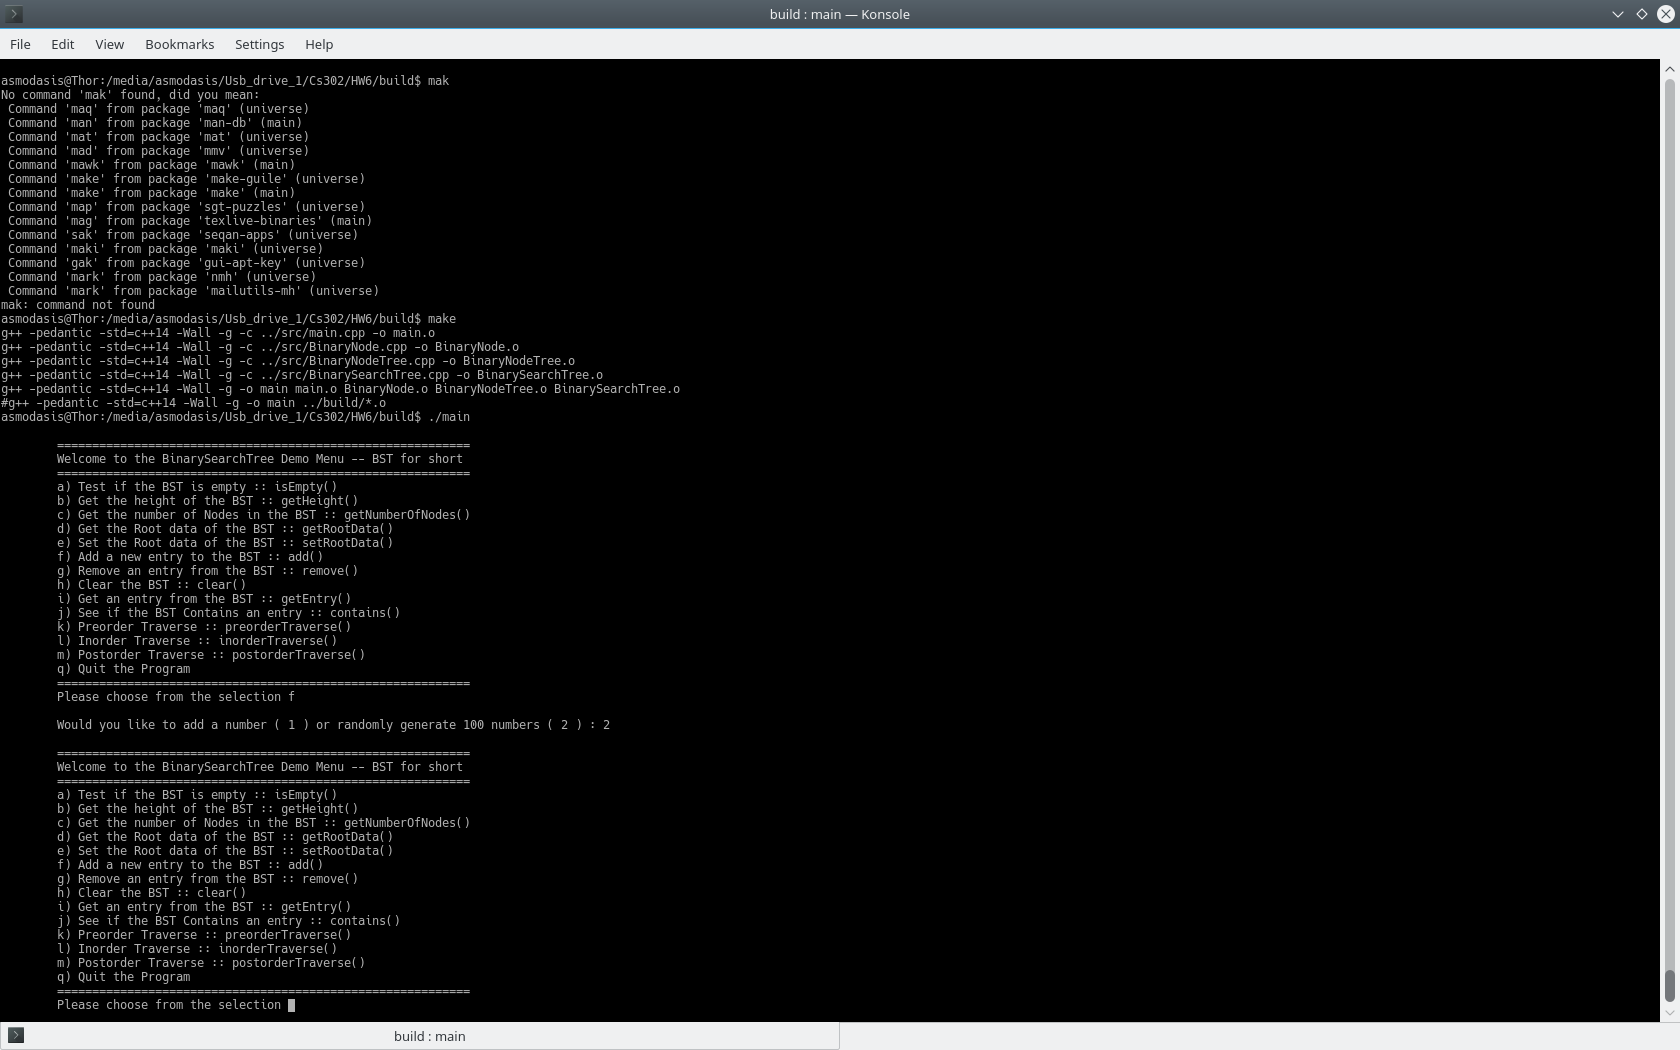 build : main — Konsole
File Edit View Bookmarks Settings Help
asmodasis@Thor:/media/asmodasis/Usb_drive_1/Cs302/HW6/build$ mak
No command 'mak' found, did you mean:
 Command 'maq' from package 'maq' (universe)
 Command 'man' from package 'man-db' (main)
 Command 'mat' from package 'mat' (universe)
 Command 'mad' from package 'mmv' (universe)
 Command 'mawk' from package 'mawk' (main)
 Command 'make' from package 'make-guile' (universe)
 Command 'make' from package 'make' (main)
 Command 'map' from package 'sgt-puzzles' (universe)
 Command 'mag' from package 'texlive-binaries' (main)
 Command 'sak' from package 'seqan-apps' (universe)
 Command 'maki' from package 'maki' (universe)
 Command 'gak' from package 'gui-apt-key' (universe)
 Command 'mark' from package 'nmh' (universe)
 Command 'mark' from package 'mailutils-mh' (universe)
mak: command not found
asmodasis@Thor:/media/asmodasis/Usb_drive_1/Cs302/HW6/build$ make
g++ -pedantic -std=c++14 -Wall -g -c ../src/main.cpp -o main.o
g++ -pedantic -std=c++14 -Wall -g -c ../src/BinaryNode.cpp -o BinaryNode.o
g++ -pedantic -std=c++14 -Wall -g -c ../src/BinaryNodeTree.cpp -o BinaryNodeTree.o
g++ -pedantic -std=c++14 -Wall -g -c ../src/BinarySearchTree.cpp -o BinarySearchTree.o
g++ -pedantic -std=c++14 -Wall -g -o main main.o BinaryNode.o BinaryNodeTree.o BinarySearchTree.o
#g++ -pedantic -std=c++14 -Wall -g -o main ../build/*.o
asmodasis@Thor:/media/asmodasis/Usb_drive_1/Cs302/HW6/build$ ./main
===========================================================
Welcome to the BinarySearchTree Demo Menu -- BST for short
===========================================================
a) Test if the BST is empty :: isEmpty()
b) Get the height of the BST :: getHeight()
c) Get the number of Nodes in the BST :: getNumberOfNodes()
d) Get the Root data of the BST :: getRootData()
e) Set the Root data of the BST :: setRootData()
f) Add a new entry to the BST :: add()
g) Remove an entry from the BST :: remove()
h) Clear the BST :: clear()
i) Get an entry from the BST :: getEntry()
j) See if the BST Contains an entry :: contains()
k) Preorder Traverse :: preorderTraverse()
l) Inorder Traverse :: inorderTraverse()
m) Postorder Traverse :: postorderTraverse()
q) Quit the Program
===========================================================
Please choose from the selection f
Would you like to add a number ( 1 ) or randomly generate 100 numbers ( 2 ) : 2
===========================================================
Welcome to the BinarySearchTree Demo Menu -- BST for short
===========================================================
a) Test if the BST is empty :: isEmpty()
b) Get the height of the BST :: getHeight()
c) Get the number of Nodes in the BST :: getNumberOfNodes()
d) Get the Root data of the BST :: getRootData()
e) Set the Root data of the BST :: setRootData()
f) Add a new entry to the BST :: add()
g) Remove an entry from the BST :: remove()
h) Clear the BST :: clear()
i) Get an entry from the BST :: getEntry()
j) See if the BST Contains an entry :: contains()
k) Preorder Traverse :: preorderTraverse()
l) Inorder Traverse :: inorderTraverse()
m) Postorder Traverse :: postorderTraverse()
q) Quit the Program
===========================================================
Please choose from the selection
build : main